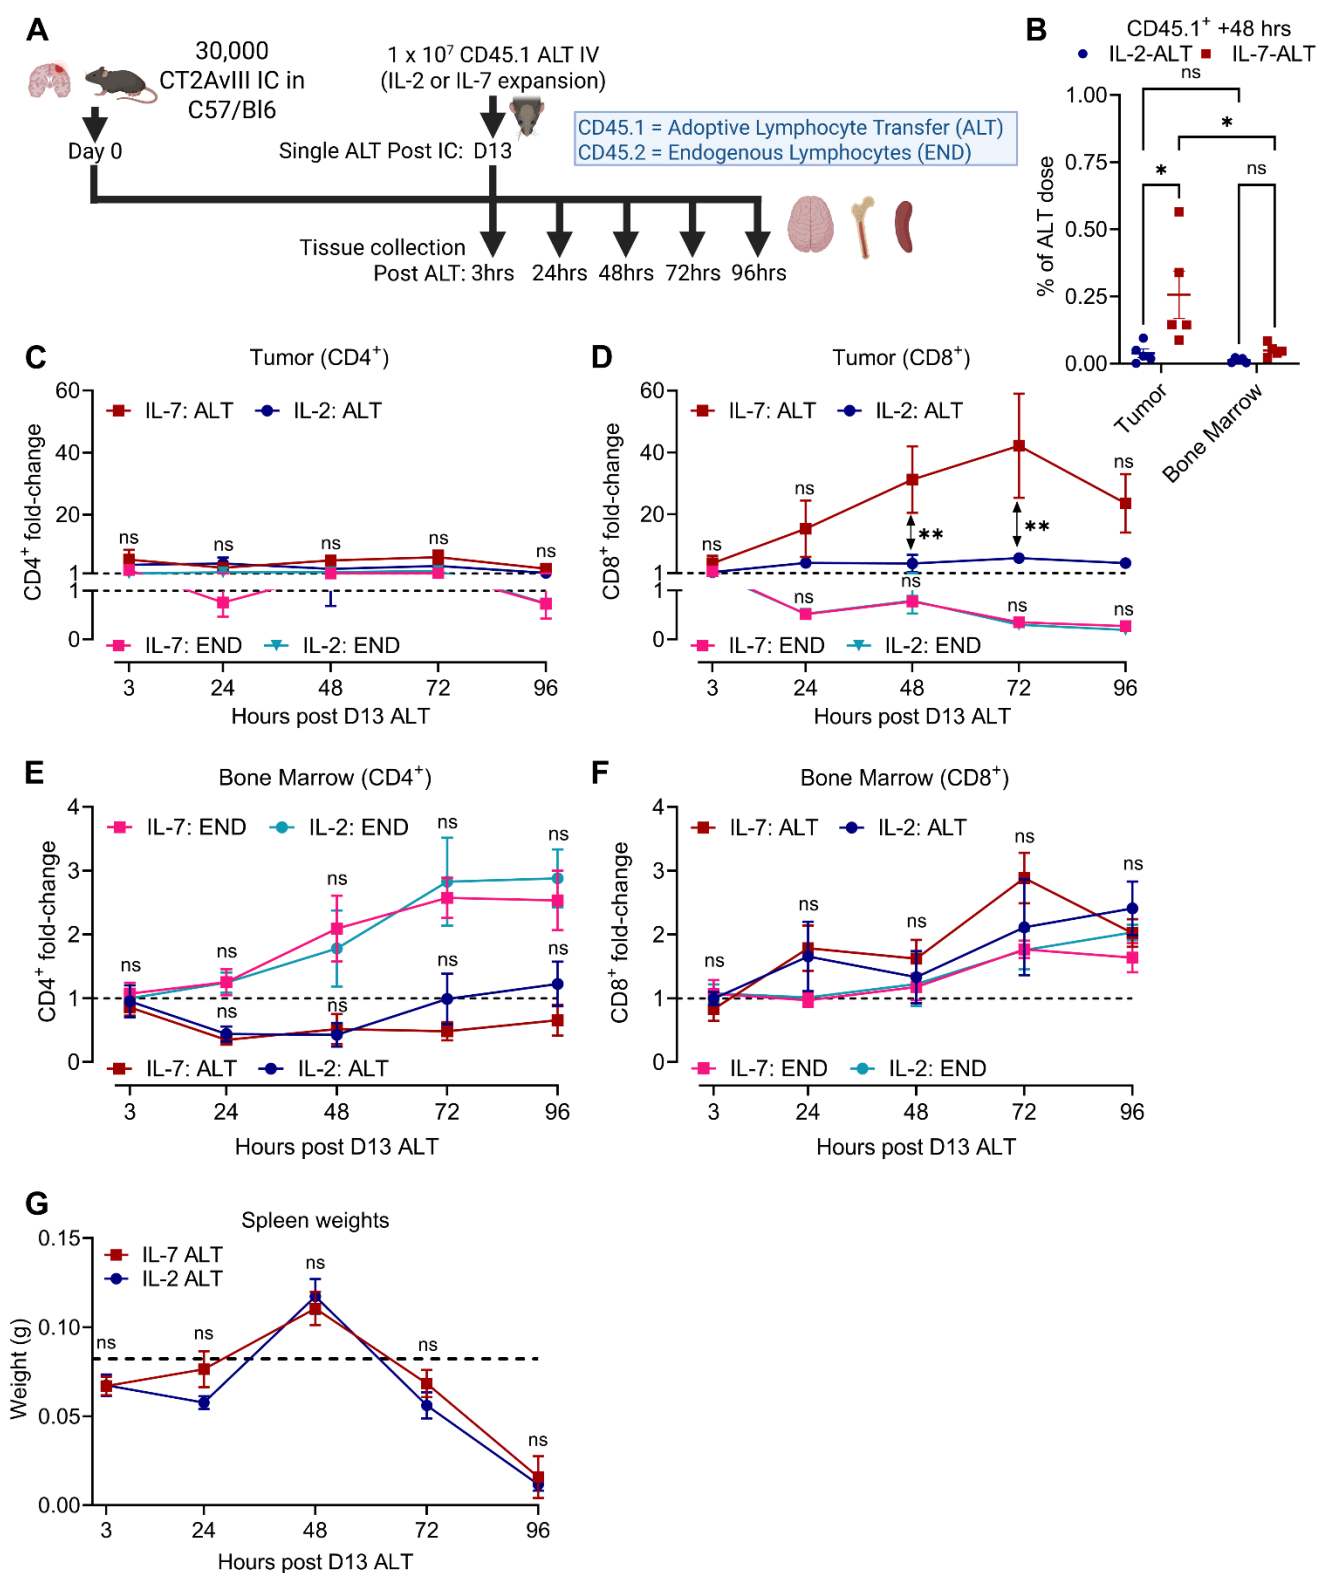 A
30,000
CT2AvIII IC in
C57/Bl6
1 x 10⁷ CD45.1 ALT IV
(IL-2 or IL-7 expansion)
CD45.1 = Adoptive Lymphocyte Transfer (ALT)
CD45.2 = Endogenous Lymphocytes (END)
Day 0
Single ALT Post IC: D13
Tissue collection
Post ALT: 3hrs 24hrs 48hrs 72hrs 96hrs
B
CD45.1⁺ +48 hrs
IL-2-ALT IL-7-ALT
ns
*
* ns
% of ALT dose
1.00
0.75
0.50
0.25
0.00
Tumor
Bone Marrow
C
Tumor (CD4⁺)
IL-7: ALT IL-2: ALT
CD4⁺ fold-change
60
40
20
1
1
0
ns ns ns ns ns
IL-7: END IL-2: END
3 24 48 72 96
Hours post D13 ALT
D
Tumor (CD8⁺)
IL-7: ALT IL-2: ALT
CD8⁺ fold-change
60
40
20
1
1
0
ns ns ** ** ns
ns ns ns ns
IL-7: END IL-2: END
3 24 48 72 96
Hours post D13 ALT
E
Bone Marrow (CD4⁺)
IL-7: END IL-2: END
CD4⁺ fold-change
4
3
2
1
0
ns ns ns ns ns
ns ns ns ns
IL-7: ALT IL-2: ALT
3 24 48 72 96
Hours post D13 ALT
F
Bone Marrow (CD8⁺)
IL-7: ALT IL-2: ALT
CD8⁺ fold-change
4
3
2
1
0
ns ns ns ns ns
IL-7: END IL-2: END
3 24 48 72 96
Hours post D13 ALT
G
Spleen weights
IL-7 ALT
IL-2 ALT
Weight (g)
0.15
0.10
0.05
0.00
ns ns ns ns ns
3 24 48 72 96
Hours post D13 ALT